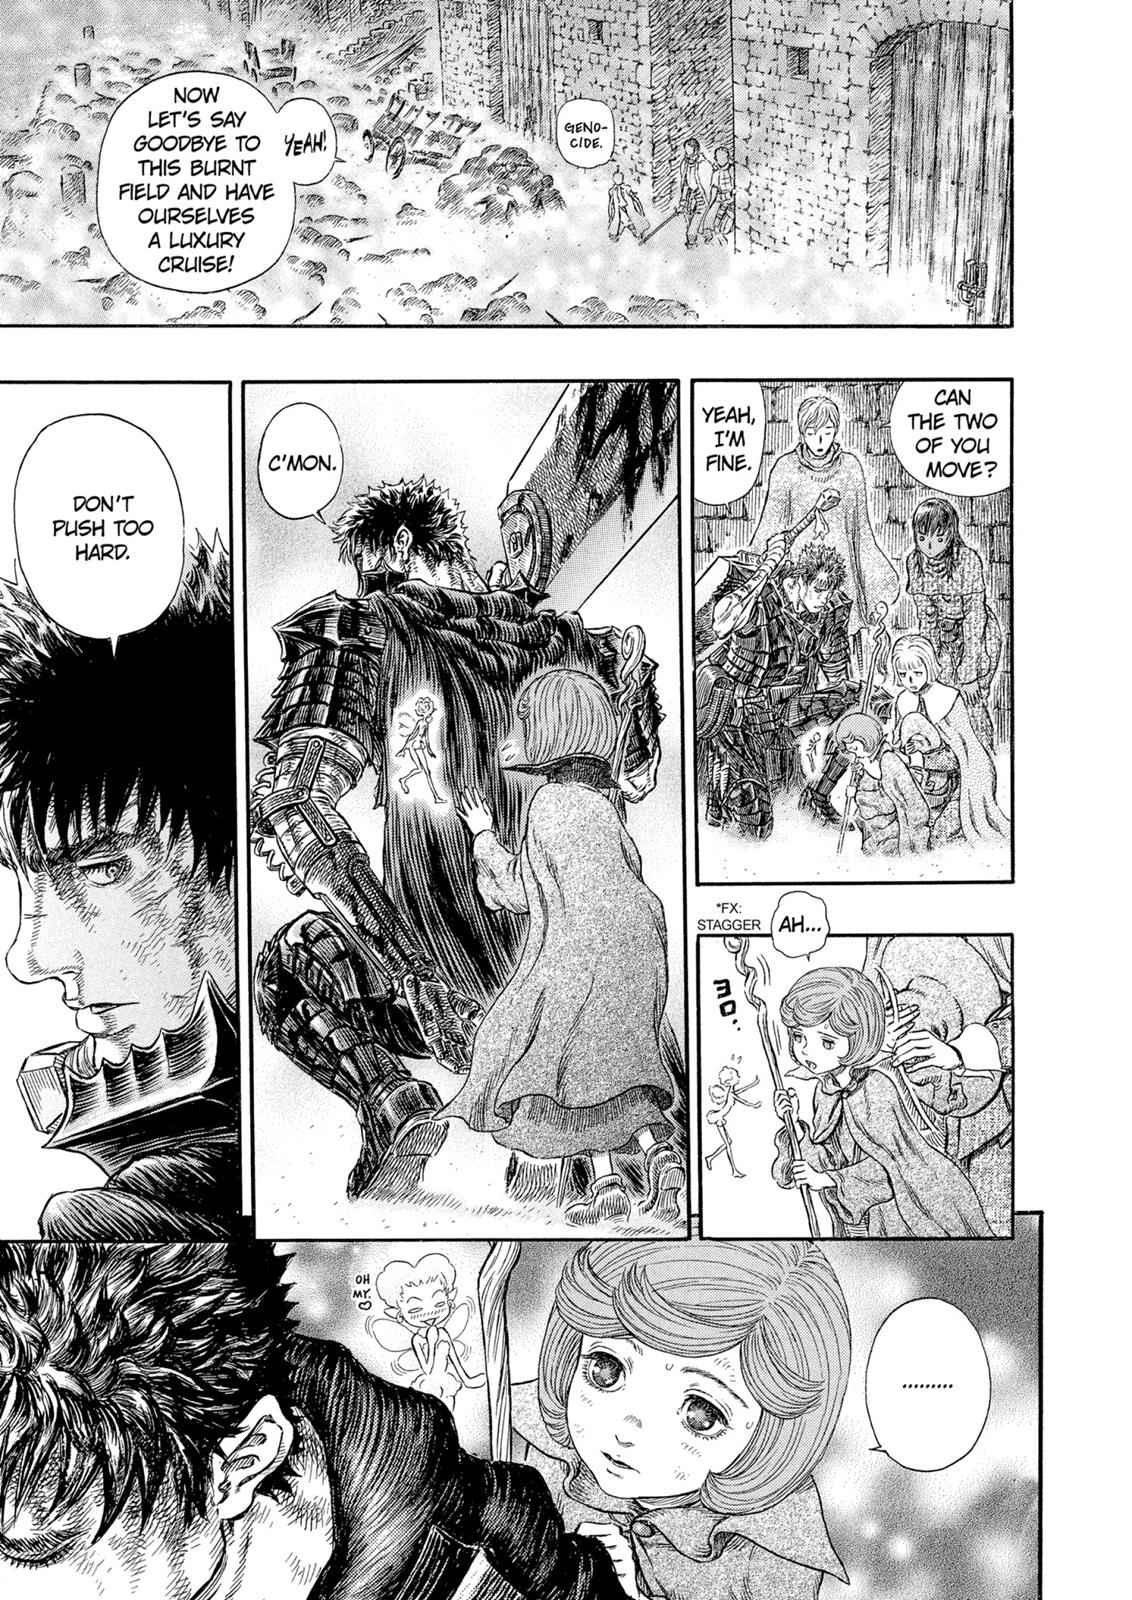 GENO-
CIDE.
YEAH!
NOW
LET'S SAY
GOODBYE TO
THIS BURNT
FIELD AND HAVE
OURSELVES
A LUXURY
CRUISE!
CAN
THE TWO
OF YOU
MOVE?
YEAH,
I'M
FINE.
*FX:
STAGGER
AH...
ヨロ..
C'MON.
DON'T
PUSH TOO
HARD.
..........
OH
MY.♡